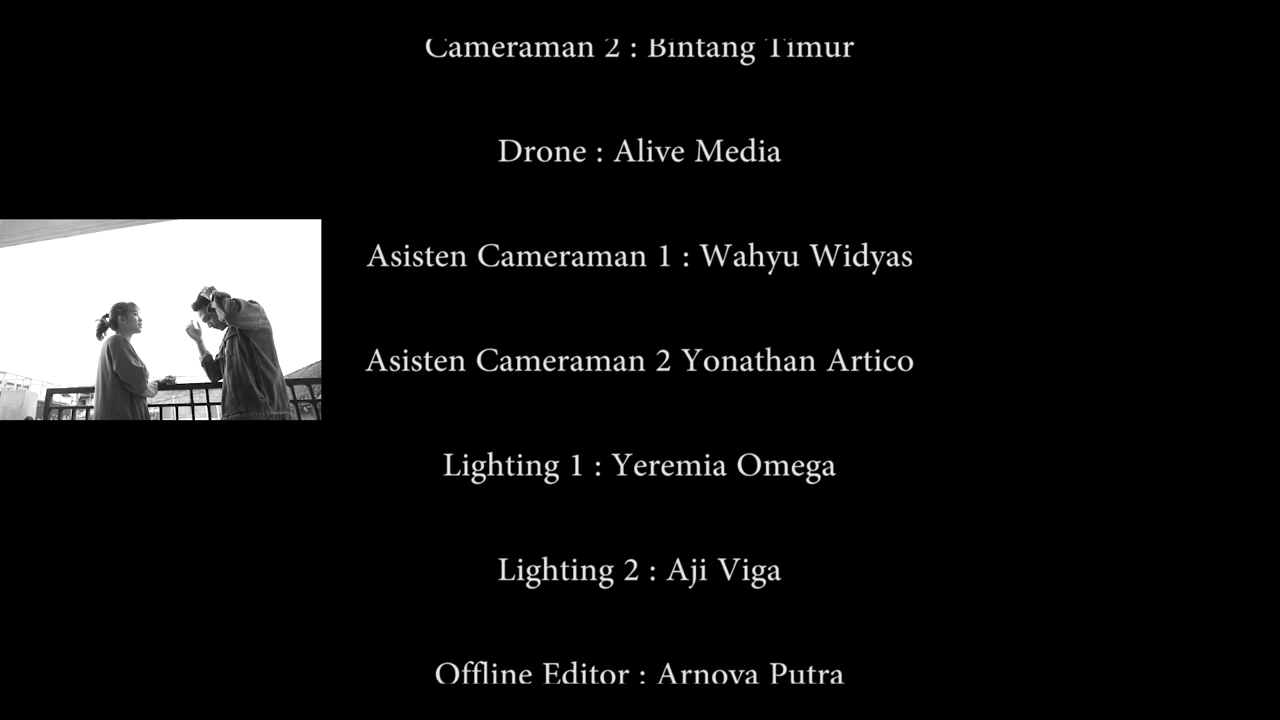 Cameraman 2 : Bintang Timur
Drone : Alive Media
Asisten Cameraman 1 : Wahyu Widyas
Asisten Cameraman 2 Yonathan Artico
Lighting 1 : Yeremia Omega
Lighting 2 : Aji Viga
Offline Editor : Arnova Putra